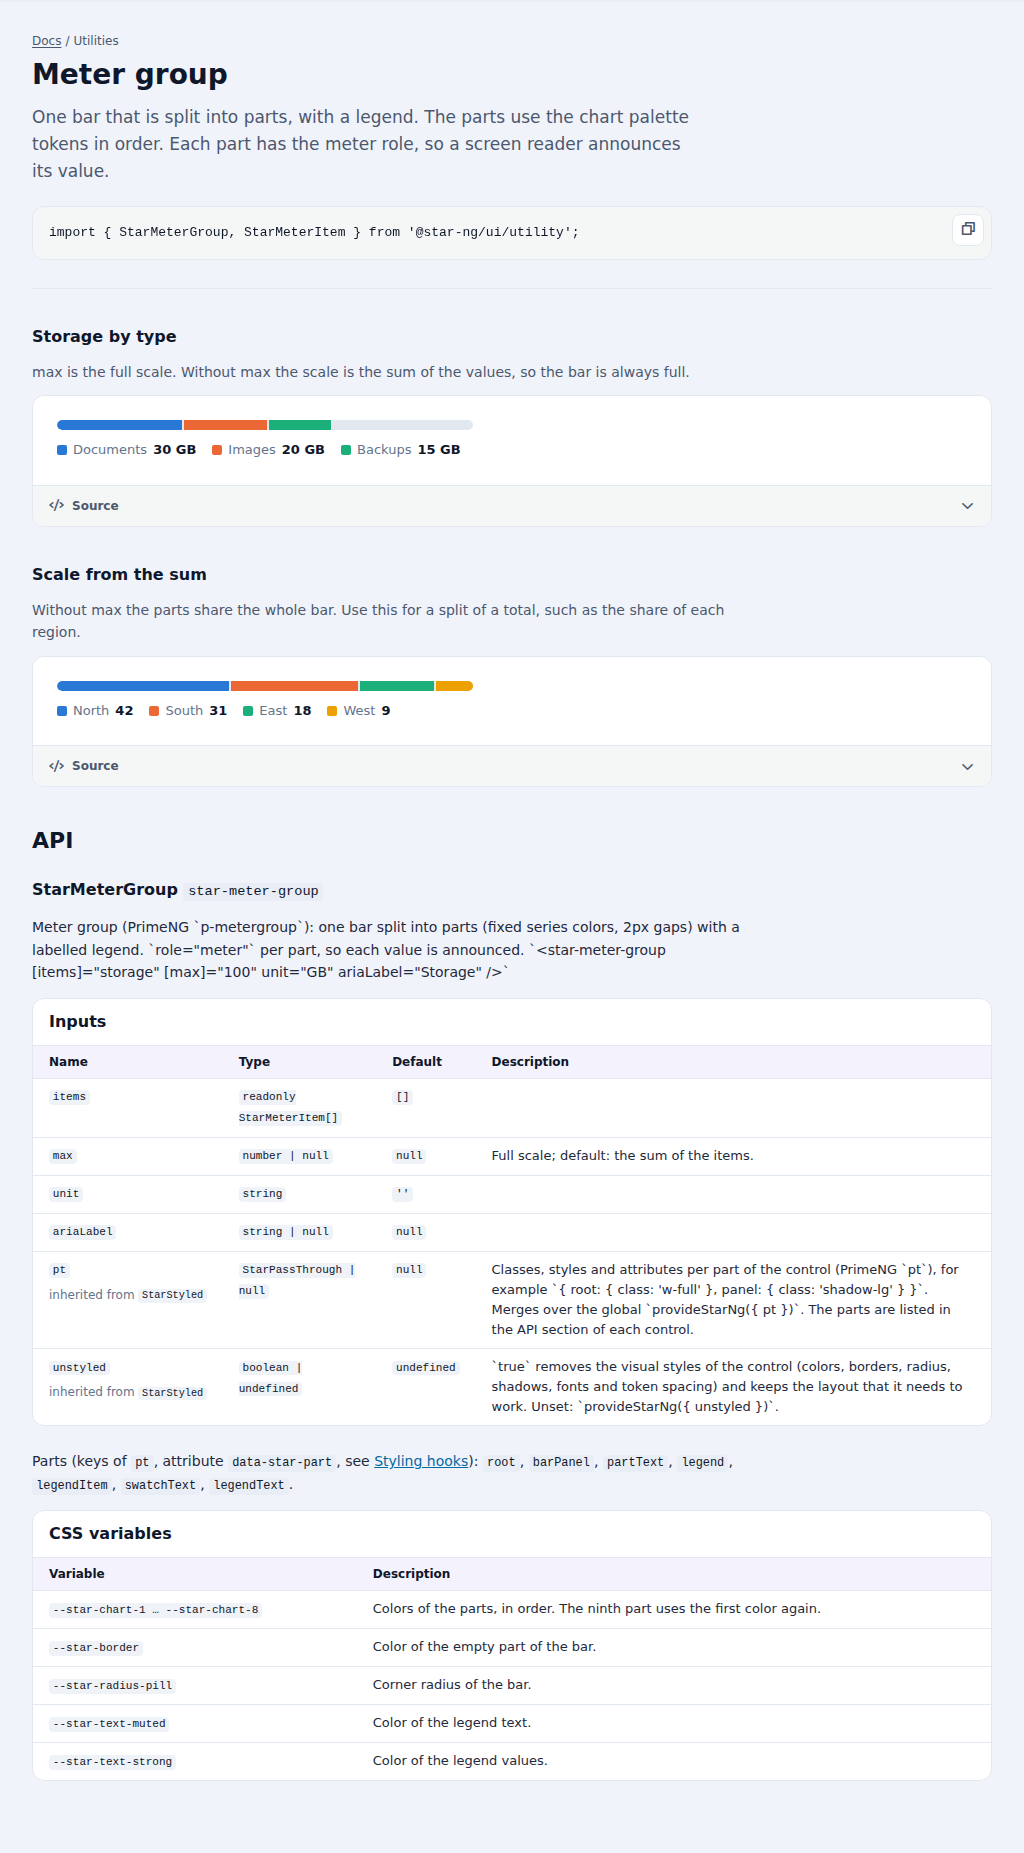 Docs / Utilities
Meter group
One bar that is split into parts, with a legend. The parts use the chart palette
tokens in order. Each part has the meter role, so a screen reader announces
its value.
import { StarMeterGroup, StarMeterItem } from '@star-ng/ui/utility';
Storage by type
max is the full scale. Without max the scale is the sum of the values, so the bar is always full.
Documents 30 GB Images 20 GB Backups 15 GB
</> Source
Scale from the sum
Without max the parts share the whole bar. Use this for a split of a total, such as the share of each
region.
North 42 South 31 East 18 West 9
</> Source
API
StarMeterGroup star-meter-group
Meter group (PrimeNG `p-metergroup`): one bar split into parts (fixed series colors, 2px gaps) with a
labelled legend. `role="meter"` per part, so each value is announced. `<star-meter-group
[items]="storage" [max]="100" unit="GB" ariaLabel="Storage" />`
Inputs
Name Type Default Description
items readonly []
StarMeterItem[]
max number | null null Full scale; default: the sum of the items.
unit string ''
ariaLabel string | null null
pt StarPassThrough | null Classes, styles and attributes per part of the control (PrimeNG `pt`), for
inherited from StarStyled null example `{ root: { class: 'w-full' }, panel: { class: 'shadow-lg' } }`.
Merges over the global `provideStarNg({ pt })`. The parts are listed in
the API section of each control.
unstyled boolean | undefined `true` removes the visual styles of the control (colors, borders, radius,
inherited from StarStyled undefined shadows, fonts and token spacing) and keeps the layout that it needs to
work. Unset: `provideStarNg({ unstyled })`.
Parts (keys of pt, attribute data-star-part, see Styling hooks): root, barPanel, partText, legend,
legendItem, swatchText, legendText.
CSS variables
Variable Description
--star-chart-1 … --star-chart-8 Colors of the parts, in order. The ninth part uses the first color again.
--star-border Color of the empty part of the bar.
--star-radius-pill Corner radius of the bar.
--star-text-muted Color of the legend text.
--star-text-strong Color of the legend values.